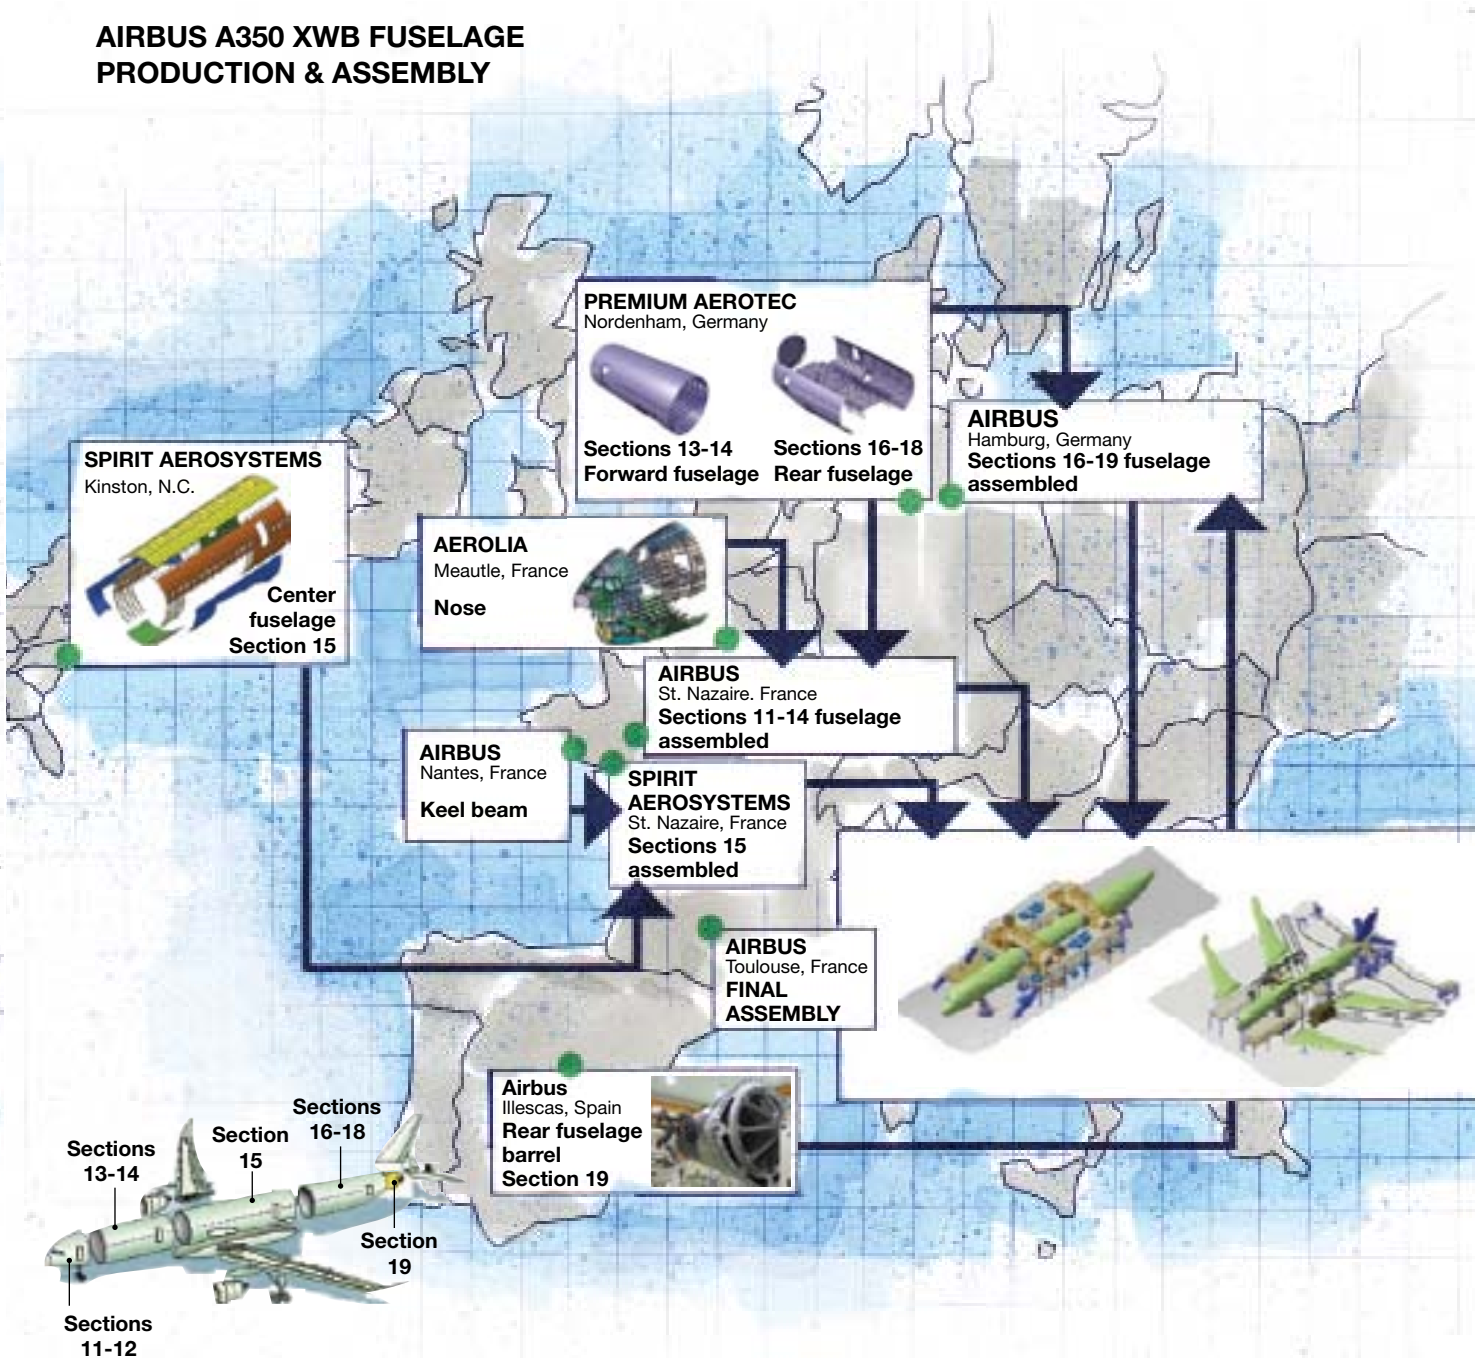 AIRBUS A350 XWB FUSELAGE
PRODUCTION & ASSEMBLY
PREMIUM AEROTEC
Nordenham, Germany
Sections 13-14
Forward fuselage
Sections 16-18
Rear fuselage
AIRBUS
Hamburg, Germany
Sections 16-19 fuselage
assembled
SPIRIT AEROSYSTEMS
Kinston, N.C.
Center
fuselage
Section 15
AEROLIA
Meautle, France
Nose
AIRBUS
St. Nazaire. France
Sections 11-14 fuselage
assembled
AIRBUS
Nantes, France
Keel beam
SPIRIT
AEROSYSTEMS
St. Nazaire, France
Sections 15
assembled
AIRBUS
Toulouse, France
FINAL
ASSEMBLY
Airbus
Illescas, Spain
Rear fuselage
barrel
Section 19
Sections
16-18
Section
15
Sections
13-14
Section
19
Sections
11-12